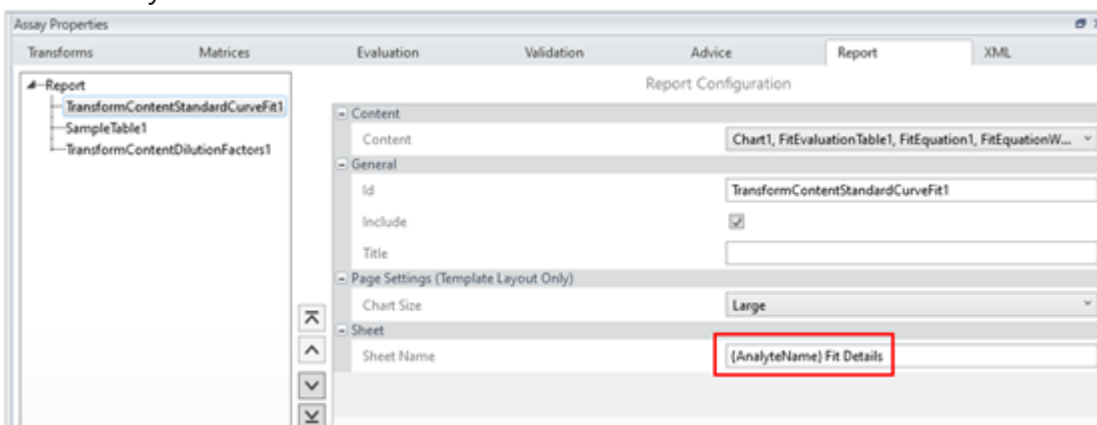 Assay Properties
Transforms Matrices Evaluation Validation Advice Report XML
Report
TransformContentStandardCurveFit1
SampleTable1
TransformContentDilutionFactors1
Report Configuration
Content
Content Chart1, FitEvaluationTable1, FitEquation1, FitEquationW...
General
Id TransformContentStandardCurveFit1
Include
Title
Page Settings (Template Layout Only)
Chart Size Large
Sheet
Sheet Name {AnalyteName} Fit Details